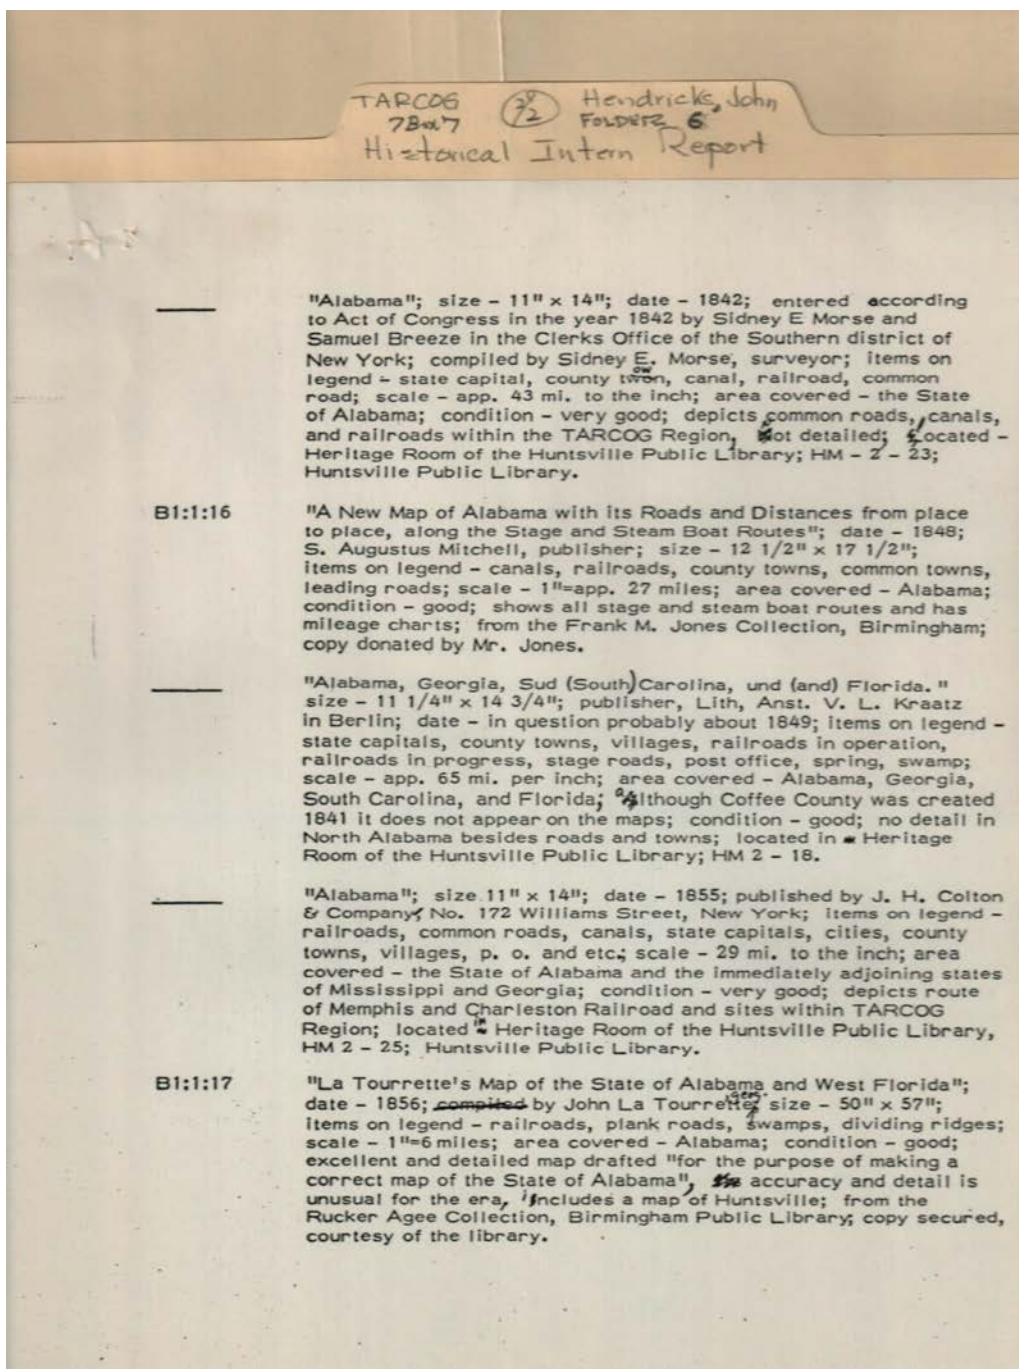 TARCOG Hendricks, John
7Box7 FOLDER 6
Historical Intern Report
"Alabama"; size - 11" x 14"; date - 1842; entered according
to Act of Congress in the year 1842 by Sidney E Morse and
Samuel Breeze in the Clerks Office of the Southern district of
New York; compiled by Sidney E. Morse, surveyor; items on
legend - state capital, county town, canal, railroad, common
road; scale - app. 43 mi. to the inch; area covered - the State
of Alabama; condition - very good; depicts common roads, canals,
and railroads within the TARCOG Region, not detailed; located -
Heritage Room of the Huntsville Public Library; HM - 2 - 23;
Huntsville Public Library.
B1:1:16 "A New Map of Alabama with its Roads and Distances from place
to place, along the Stage and Steam Boat Routes"; date - 1848;
S. Augustus Mitchell, publisher; size - 12 1/2" x 17 1/2";
items on legend - canals, railroads, county towns, common towns,
leading roads; scale - 1"=app. 27 miles; area covered - Alabama;
condition - good; shows all stage and steam boat routes and has
mileage charts; from the Frank M. Jones Collection, Birmingham;
copy donated by Mr. Jones.
"Alabama, Georgia, Sud (South) Carolina, und (and) Florida. "
size - 11 1/4" x 14 3/4"; publisher, Lith, Anst. V. L. Kraatz
in Berlin; date - in question probably about 1849; items on legend -
state capitals, county towns, villages, railroads in operation,
railroads in progress, stage roads, post office, spring, swamp;
scale - app. 65 mi. per inch; area covered - Alabama, Georgia,
South Carolina, and Florida; although Coffee County was created
1841 it does not appear on the maps; condition - good; no detail in
North Alabama besides roads and towns; located in Heritage
Room of the Huntsville Public Library; HM 2 - 18.
"Alabama"; size 11" x 14"; date - 1855; published by J. H. Colton
& Company, No. 172 Williams Street, New York; items on legend -
railroads, common roads, canals, state capitals, cities, county
towns, villages, p. o. and etc.; scale - 29 mi. to the inch; area
covered - the State of Alabama and the immediately adjoining states
of Mississippi and Georgia; condition - very good; depicts route
of Memphis and Charleston Railroad and sites within TARCOG
Region; located in Heritage Room of the Huntsville Public Library,
HM 2 - 25; Huntsville Public Library.
B1:1:17 "La Tourrette's Map of the State of Alabama and West Florida";
date - 1856; compiled by John La Tourrette; size - 50" x 57";
items on legend - railroads, plank roads, swamps, dividing ridges;
scale - 1"=6 miles; area covered - Alabama; condition - good;
excellent and detailed map drafted "for the purpose of making a
correct map of the State of Alabama", accuracy and detail is
unusual for the era, includes a map of Huntsville; from the
Rucker Agee Collection, Birmingham Public Library; copy secured,
courtesy of the library.